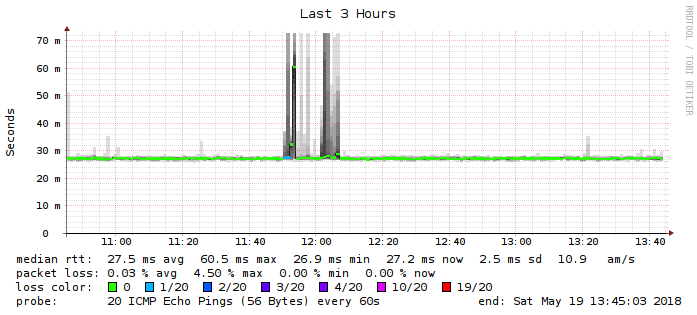 Last 3 Hours
RRDTOOL / TOBI OETIKER
Seconds
70 m
60 m
50 m
40 m
30 m
20 m
10 m
0
11:00 11:20 11:40 12:00 12:20 12:40 13:00 13:20 13:40
median rtt: 27.5 ms avg 60.5 ms max 26.9 ms min 27.2 ms now 2.5 ms sd 10.9 am/s
packet loss: 0.03 % avg 4.50 % max 0.00 % min 0.00 % now
loss color: 0 1/20 2/20 3/20 4/20 10/20 19/20
probe: 20 ICMP Echo Pings (56 Bytes) every 60s end: Sat May 19 13:45:03 2018